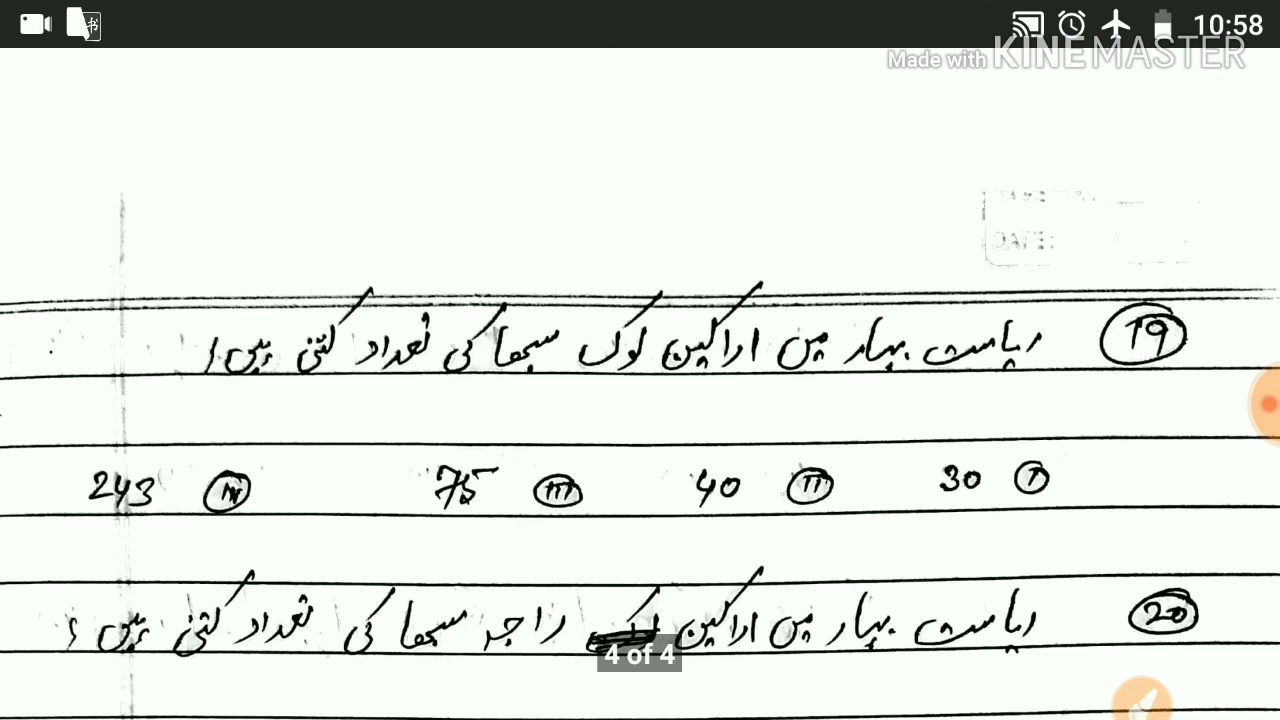 10:58
Made with KINEMASTER
DATE:
19 ریاست بہار میں اراکین لوک سبھا کی تعداد کتنی ہیں؟
I 30 II 40 III 75 IV 243
20 ریاست بہار میں اراکین راجیہ سبھا کی تعداد کتنی ہیں؟
4 of 4